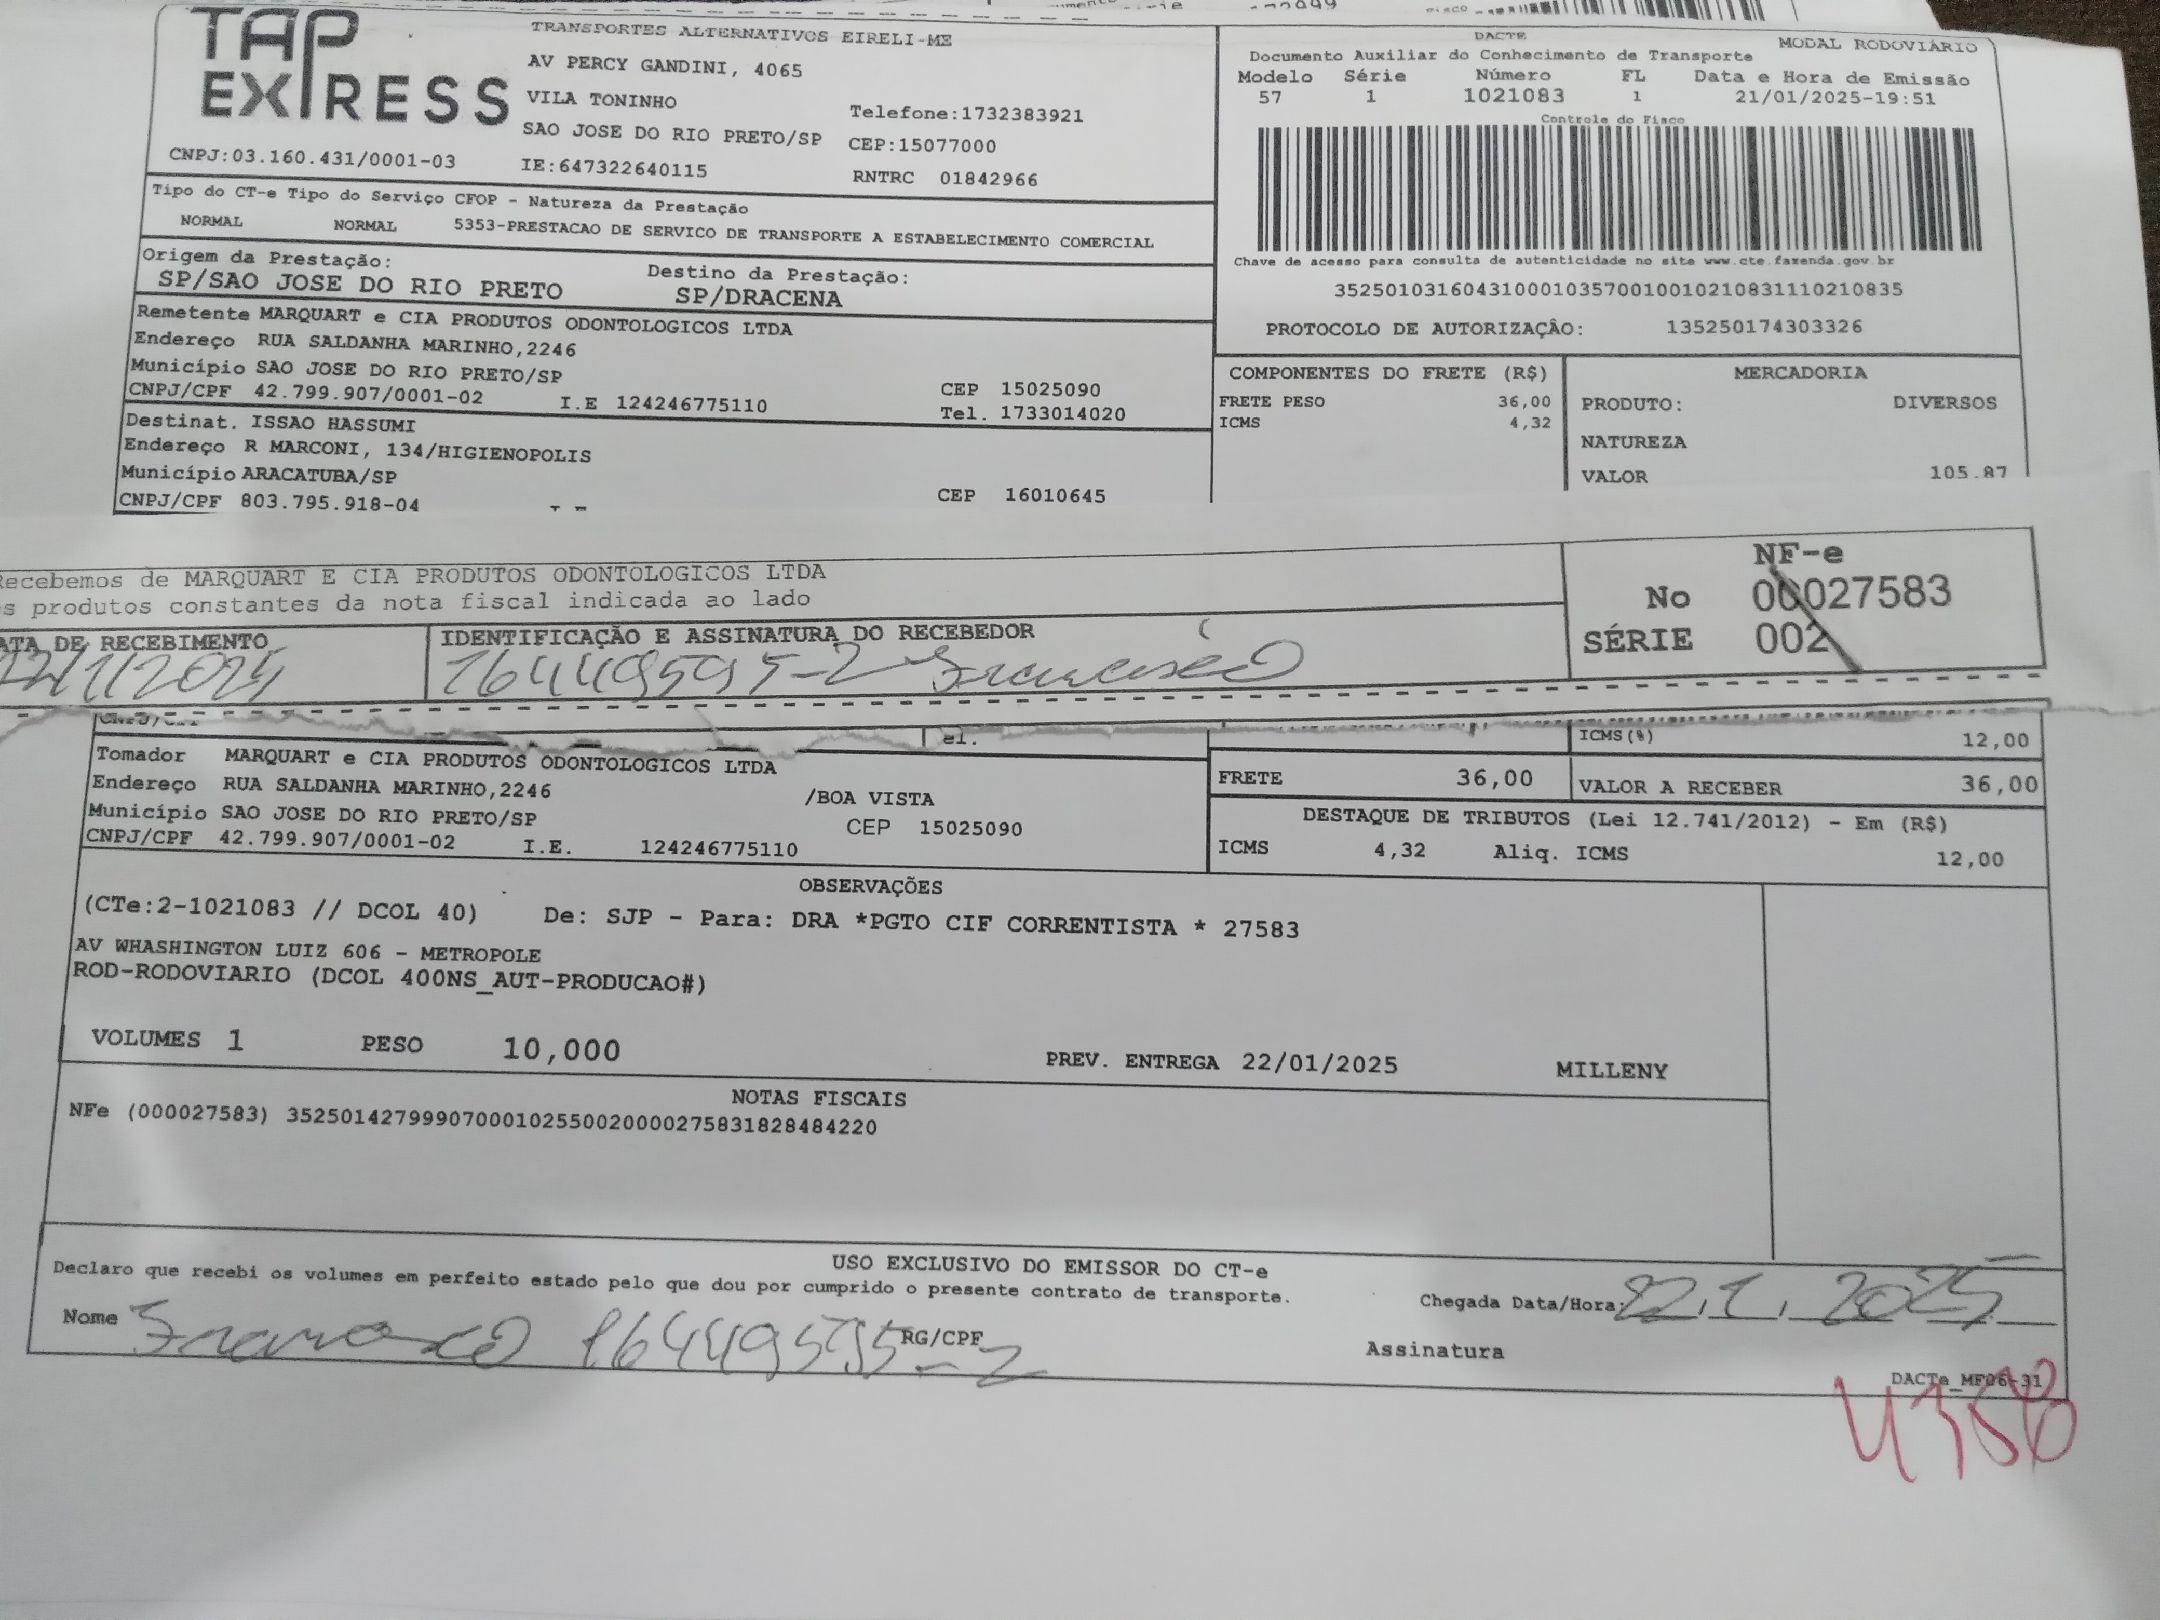 TAP EXPRESS
TRANSPORTES ALTERNATIVOS EIRELI-ME
AV PERCY GANDINI, 4065
VILA TONINHO
Telefone:1732383921
SAO JOSE DO RIO PRETO/SP CEP:15077000
CNPJ:03.160.431/0001-03 IE:647322640115 RNTRC 01842966
DACTE
MODAL RODOVIÁRIO
Documento Auxiliar do Conhecimento de Transporte
Modelo Série Número FL Data e Hora de Emissão
57 1 1021083 1 21/01/2025-19:51
Controle do Fisco
Chave de acesso para consulta de autenticidade no site www.cte.fazenda.gov.br
35250103160431000103570010010210831110210835
PROTOCOLO DE AUTORIZAÇÂO: 135250174303326
Tipo do CT-e Tipo do Serviço CFOP - Natureza da Prestação
NORMAL NORMAL 5353-PRESTACAO DE SERVICO DE TRANSPORTE A ESTABELECIMENTO COMERCIAL
Origem da Prestação: Destino da Prestação:
SP/SAO JOSE DO RIO PRETO SP/DRACENA
Remetente MARQUART e CIA PRODUTOS ODONTOLOGICOS LTDA
Endereço RUA SALDANHA MARINHO,2246
Município SAO JOSE DO RIO PRETO/SP CEP 15025090
CNPJ/CPF 42.799.907/0001-02 I.E 124246775110 Tel. 1733014020
Destinat. ISSAO HASSUMI
Endereço R MARCONI, 134/HIGIENOPOLIS
Município ARACATUBA/SP CEP 16010645
CNPJ/CPF 803.795.918-04
COMPONENTES DO FRETE (R$)
FRETE PESO 36,00
ICMS 4,32
MERCADORIA
PRODUTO: DIVERSOS
NATUREZA
VALOR 105.87
Recebemos de MARQUART E CIA PRODUTOS ODONTOLOGICOS LTDA
s produtos constantes da nota fiscal indicada ao lado
NF-e
No 00027583
SÉRIE 002
ATA DE RECEBIMENTO IDENTIFICAÇÃO E ASSINATURA DO RECEBEDOR
16449595-2 Francisco
ICMS(%) 12,00
Tomador MARQUART e CIA PRODUTOS ODONTOLOGICOS LTDA
Endereço RUA SALDANHA MARINHO,2246 /BOA VISTA
Município SAO JOSE DO RIO PRETO/SP CEP 15025090
CNPJ/CPF 42.799.907/0001-02 I.E. 124246775110
FRETE 36,00 VALOR A RECEBER 36,00
DESTAQUE DE TRIBUTOS (Lei 12.741/2012) - Em (R$)
ICMS 4,32 Aliq. ICMS 12,00
OBSERVAÇÕES
(CTe:2-1021083 // DCOL 40) De: SJP - Para: DRA *PGTO CIF CORRENTISTA * 27583
AV WHASHINGTON LUIZ 606 - METROPOLE
ROD-RODOVIARIO (DCOL 400NS_AUT-PRODUCAO#)
VOLUMES 1 PESO 10,000 PREV. ENTREGA 22/01/2025 MILLENY
NOTAS FISCAIS
NFe (000027583) 35250142799907000102550020000275831828484220
USO EXCLUSIVO DO EMISSOR DO CT-e
Declaro que recebi os volumes em perfeito estado pelo que dou por cumprido o presente contrato de transporte.
Chegada Data/Hora: 22.1.2025
Nome Francisco 16449595-2 RG/CPF
Assinatura
DACTe_MF06-31